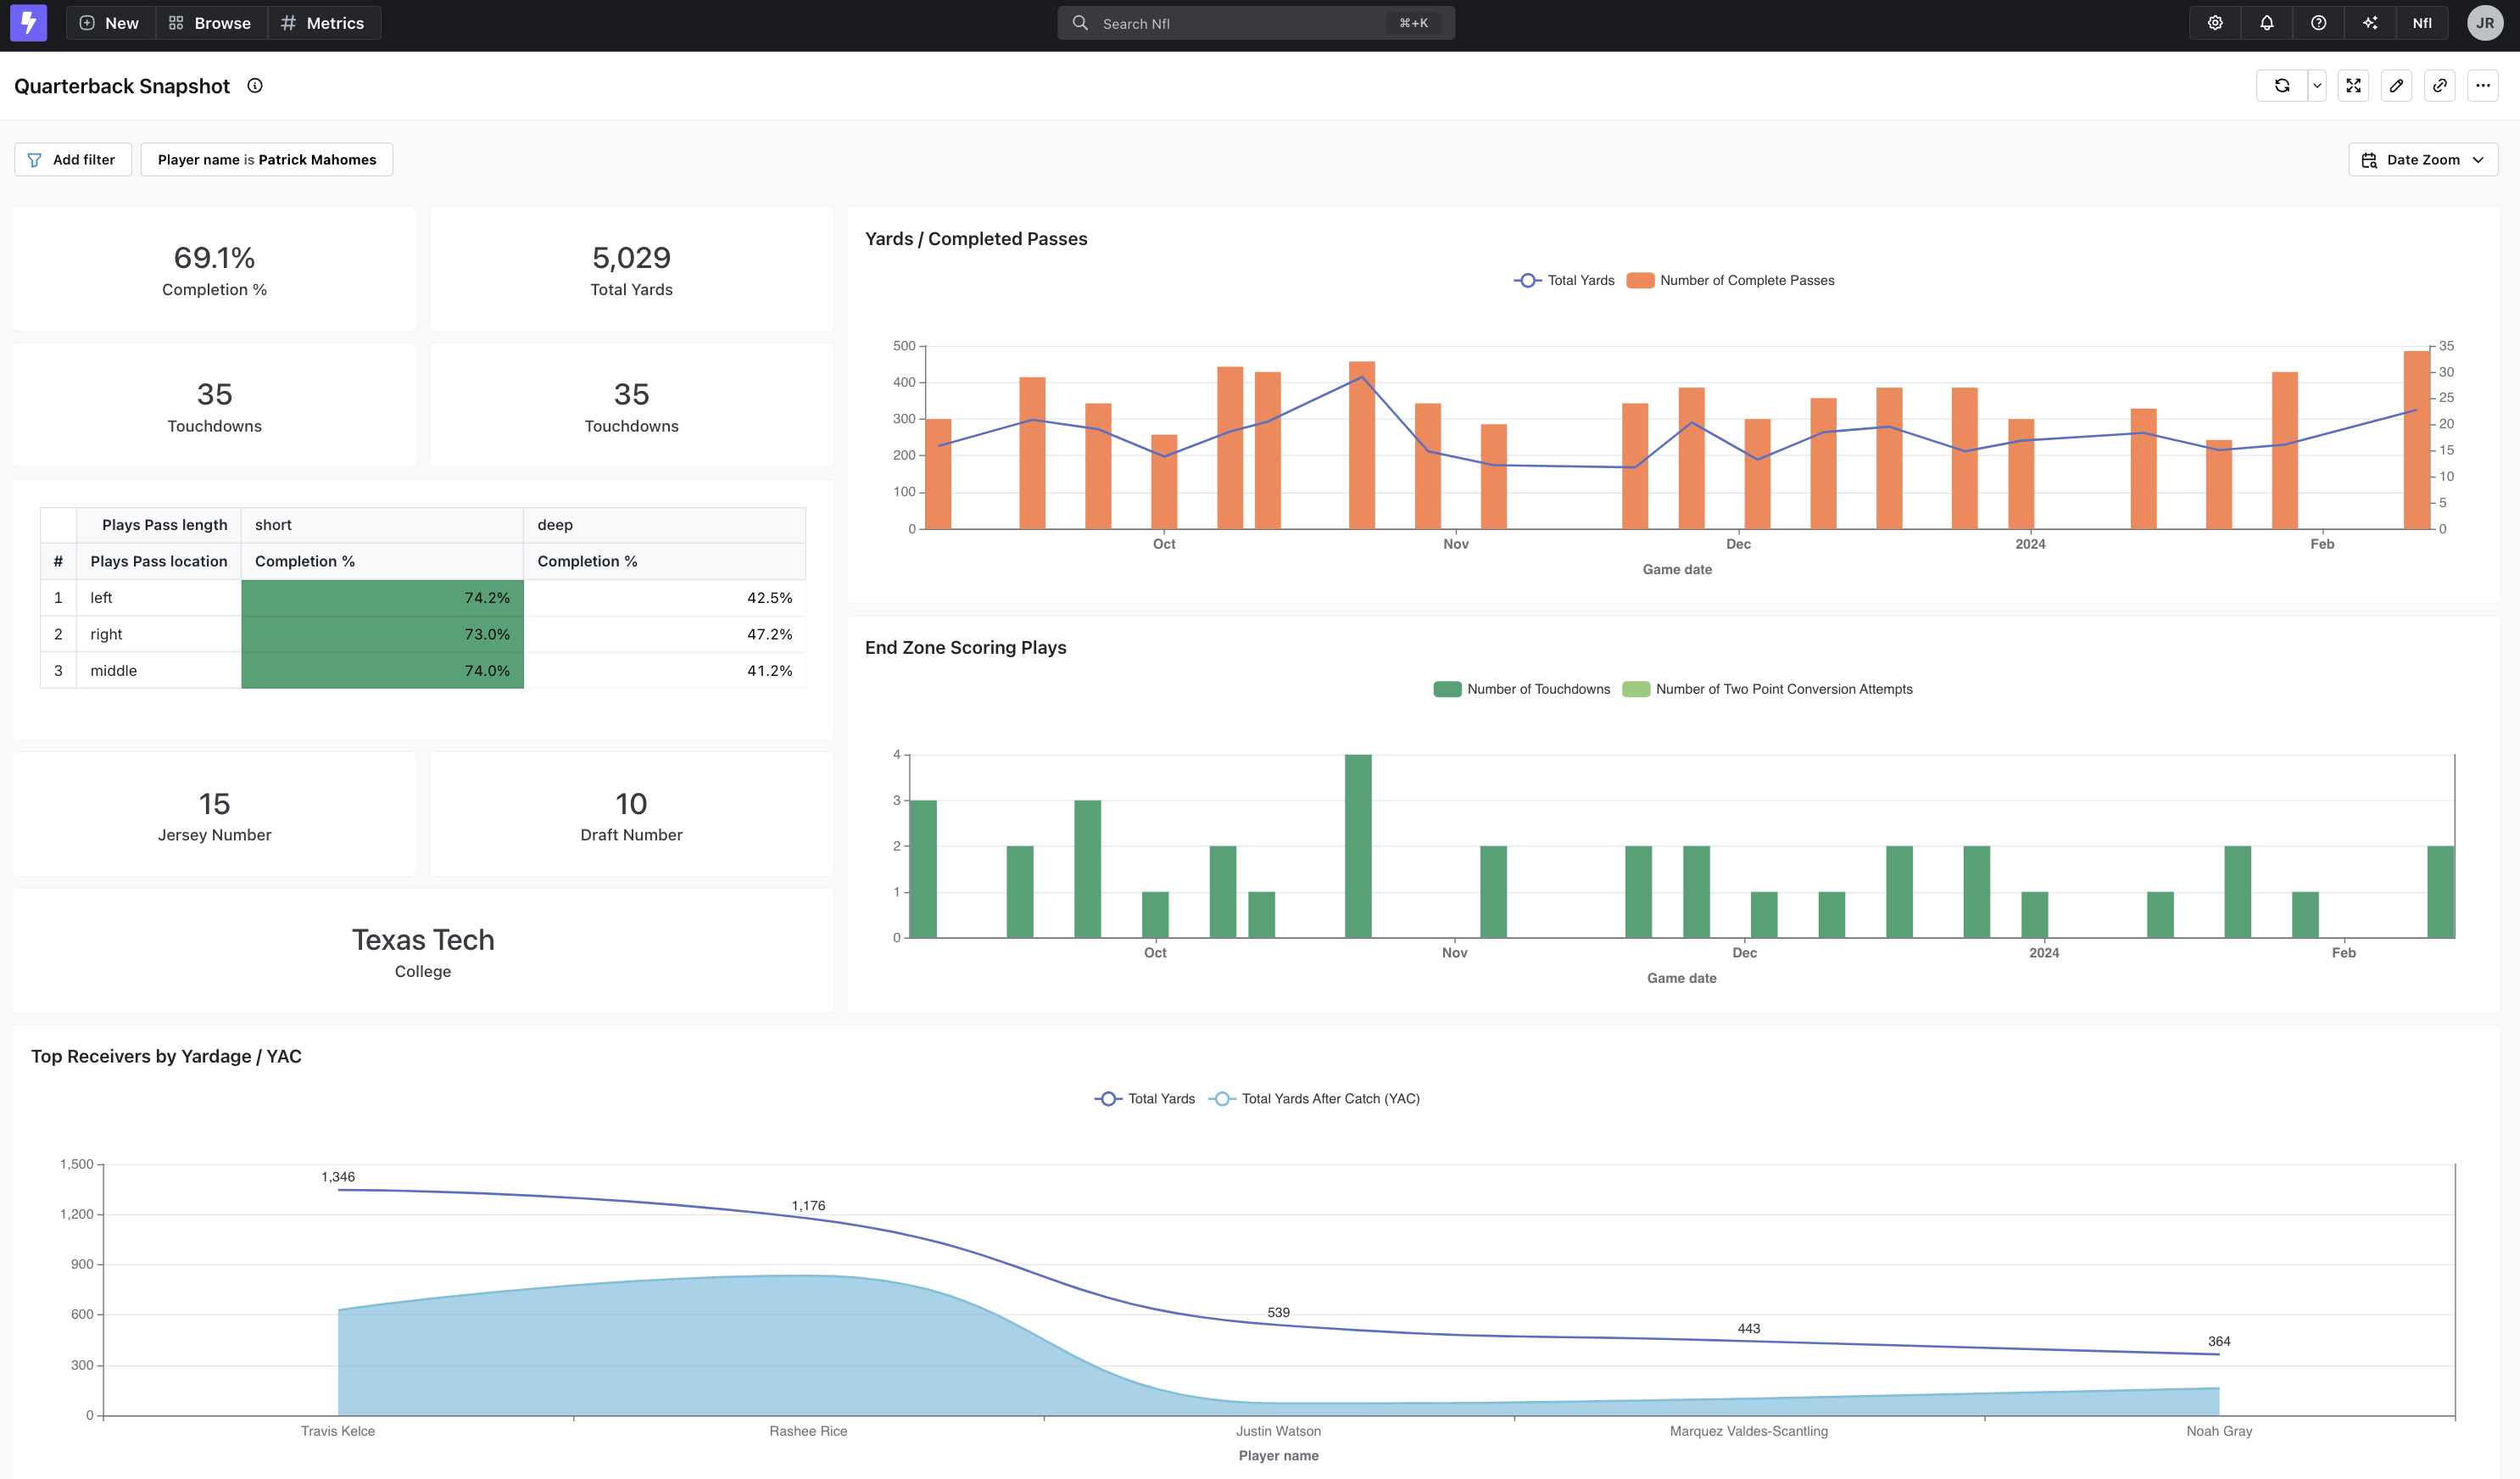 New
Browse
Metrics
Search Nfl
⌘+K
Nfl
JR
Quarterback Snapshot
Add filter
Player name is Patrick Mahomes
Date Zoom
69.1%
Completion %
5,029
Total Yards
35
Touchdowns
35
Touchdowns
Plays Pass length short deep
# Plays Pass location Completion % Completion %
1 left 74.2% 42.5%
2 right 73.0% 47.2%
3 middle 74.0% 41.2%
15
Jersey Number
10
Draft Number
Texas Tech
College
Yards / Completed Passes
Total Yards Number of Complete Passes
500
400
300
200
100
0
35
30
25
20
15
10
5
0
Oct Nov Dec 2024 Feb
Game date
End Zone Scoring Plays
Number of Touchdowns Number of Two Point Conversion Attempts
4
3
2
1
0
Oct Nov Dec 2024 Feb
Game date
Top Receivers by Yardage / YAC
Total Yards Total Yards After Catch (YAC)
1,500
1,200
900
600
300
0
1,346
1,176
539
443
364
Travis Kelce Rashee Rice Justin Watson Marquez Valdes-Scantling Noah Gray
Player name